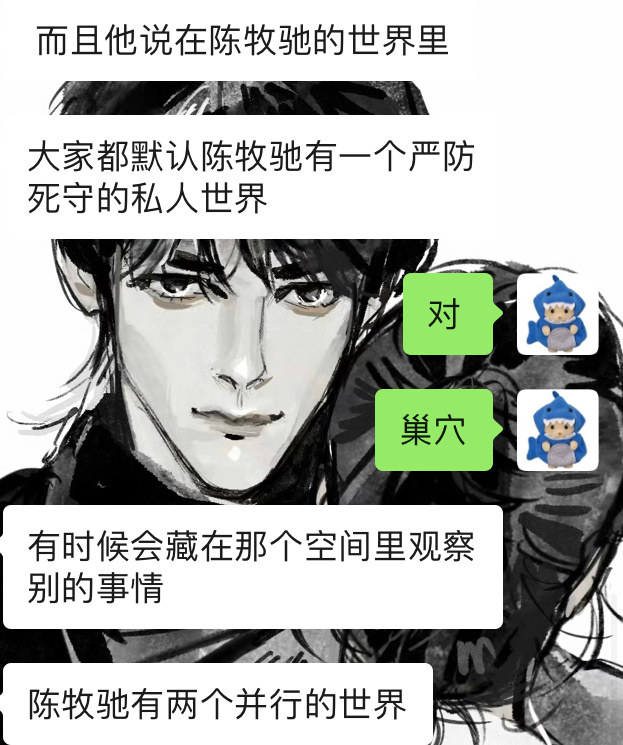 而且他说在陈牧驰的世界里
大家都默认陈牧驰有一个严防
死守的私人世界
对
巢穴
有时候会藏在那个空间里观察
别的事情
陈牧驰有两个并行的世界